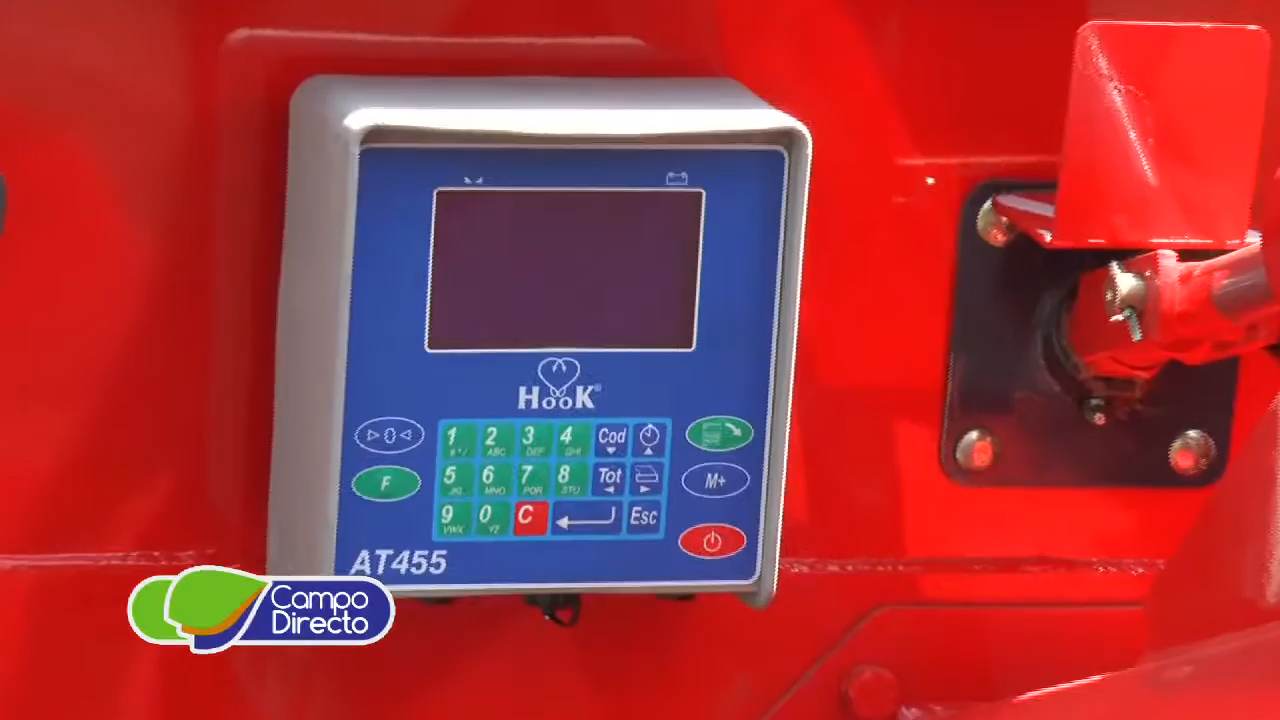 HooK®
▷0◁
1 2 ABC 3 DEF 4 GHI Cod
F
5 JKL 6 MNO 7 PQR 8 STU Tot
M+
9 VWX 0 YZ C Esc
AT455
Campo
Directo